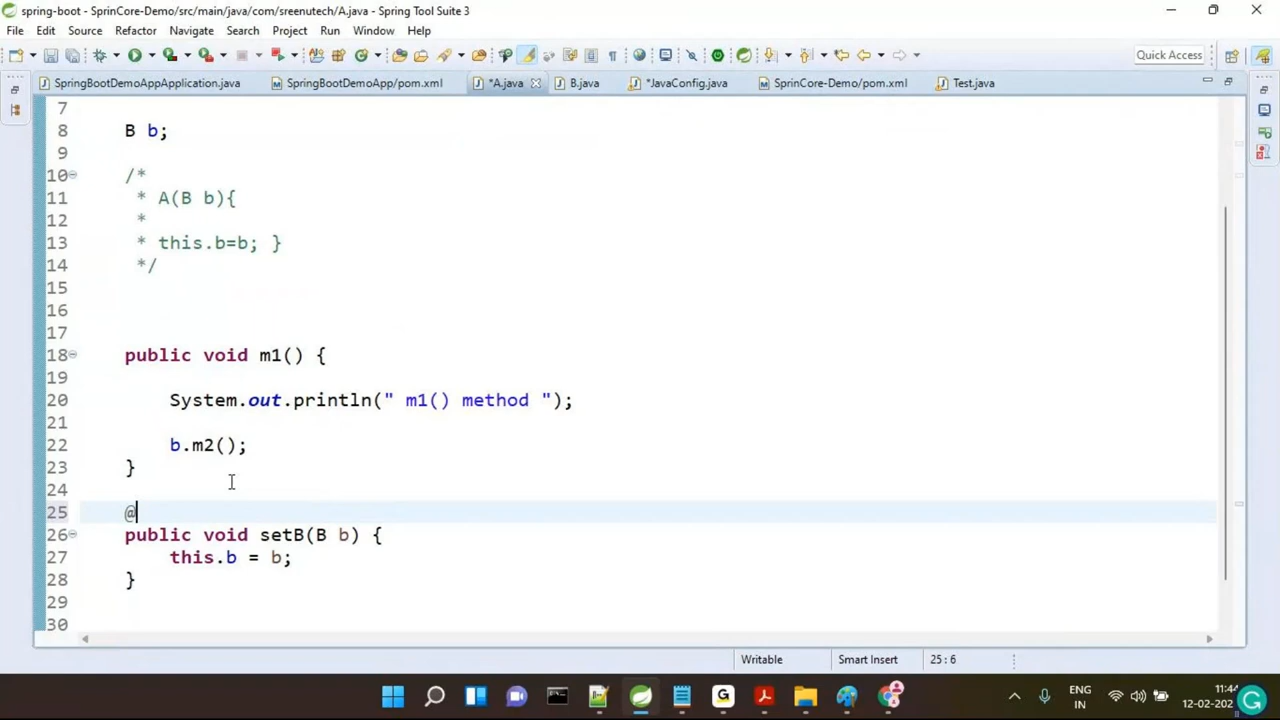 spring-boot - SprinCore-Demo/src/main/java/com/sreenutech/A.java - Spring Tool Suite 3
File Edit Source Refactor Navigate Search Project Run Window Help
Quick Access
SpringBootDemoAppApplication.java SpringBootDemoApp/pom.xml *A.java B.java *JavaConfig.java SprinCore-Demo/pom.xml Test.java
7
8 B b;
9
10 /*
11 * A(B b){
12 *
13 * this.b=b; }
14 */
15
16
17
18 public void m1() {
19
20 System.out.println(" m1() method ");
21
22 b.m2();
23 }
24
25 @
26 public void setB(B b) {
27 this.b = b;
28 }
29
30
Writable Smart Insert 25 : 6
ENG 11:44
IN 12-02-202